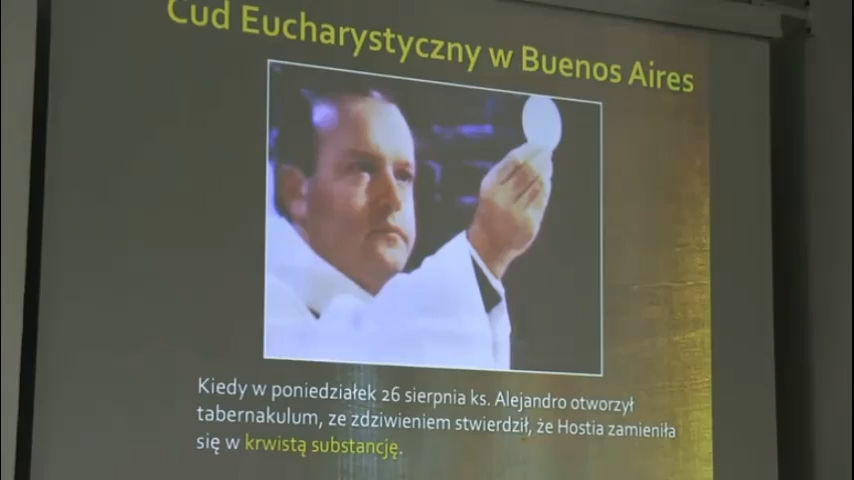 Cud Eucharystyczny w Buenos Aires
Kiedy w poniedziałek 26 sierpnia ks. Alejandro otworzył
tabernakulum, ze zdziwieniem stwierdził, że Hostia zamieniła
się w krwistą substancję.